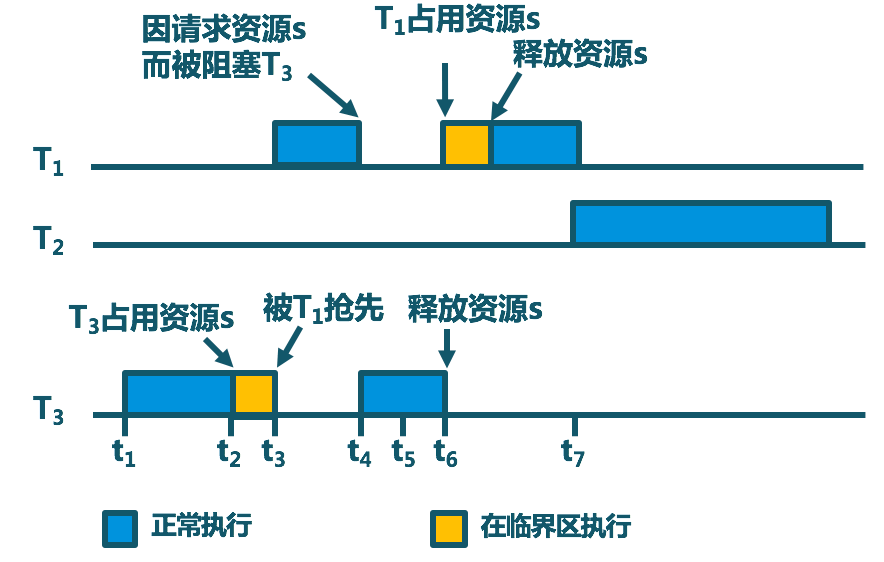 因请求资源s
而被阻塞T3
T1占用资源s
释放资源s
T1
T2
T3占用资源s
被T1抢先
释放资源s
T3
t1 t2 t3 t4 t5 t6 t7
正常执行
在临界区执行